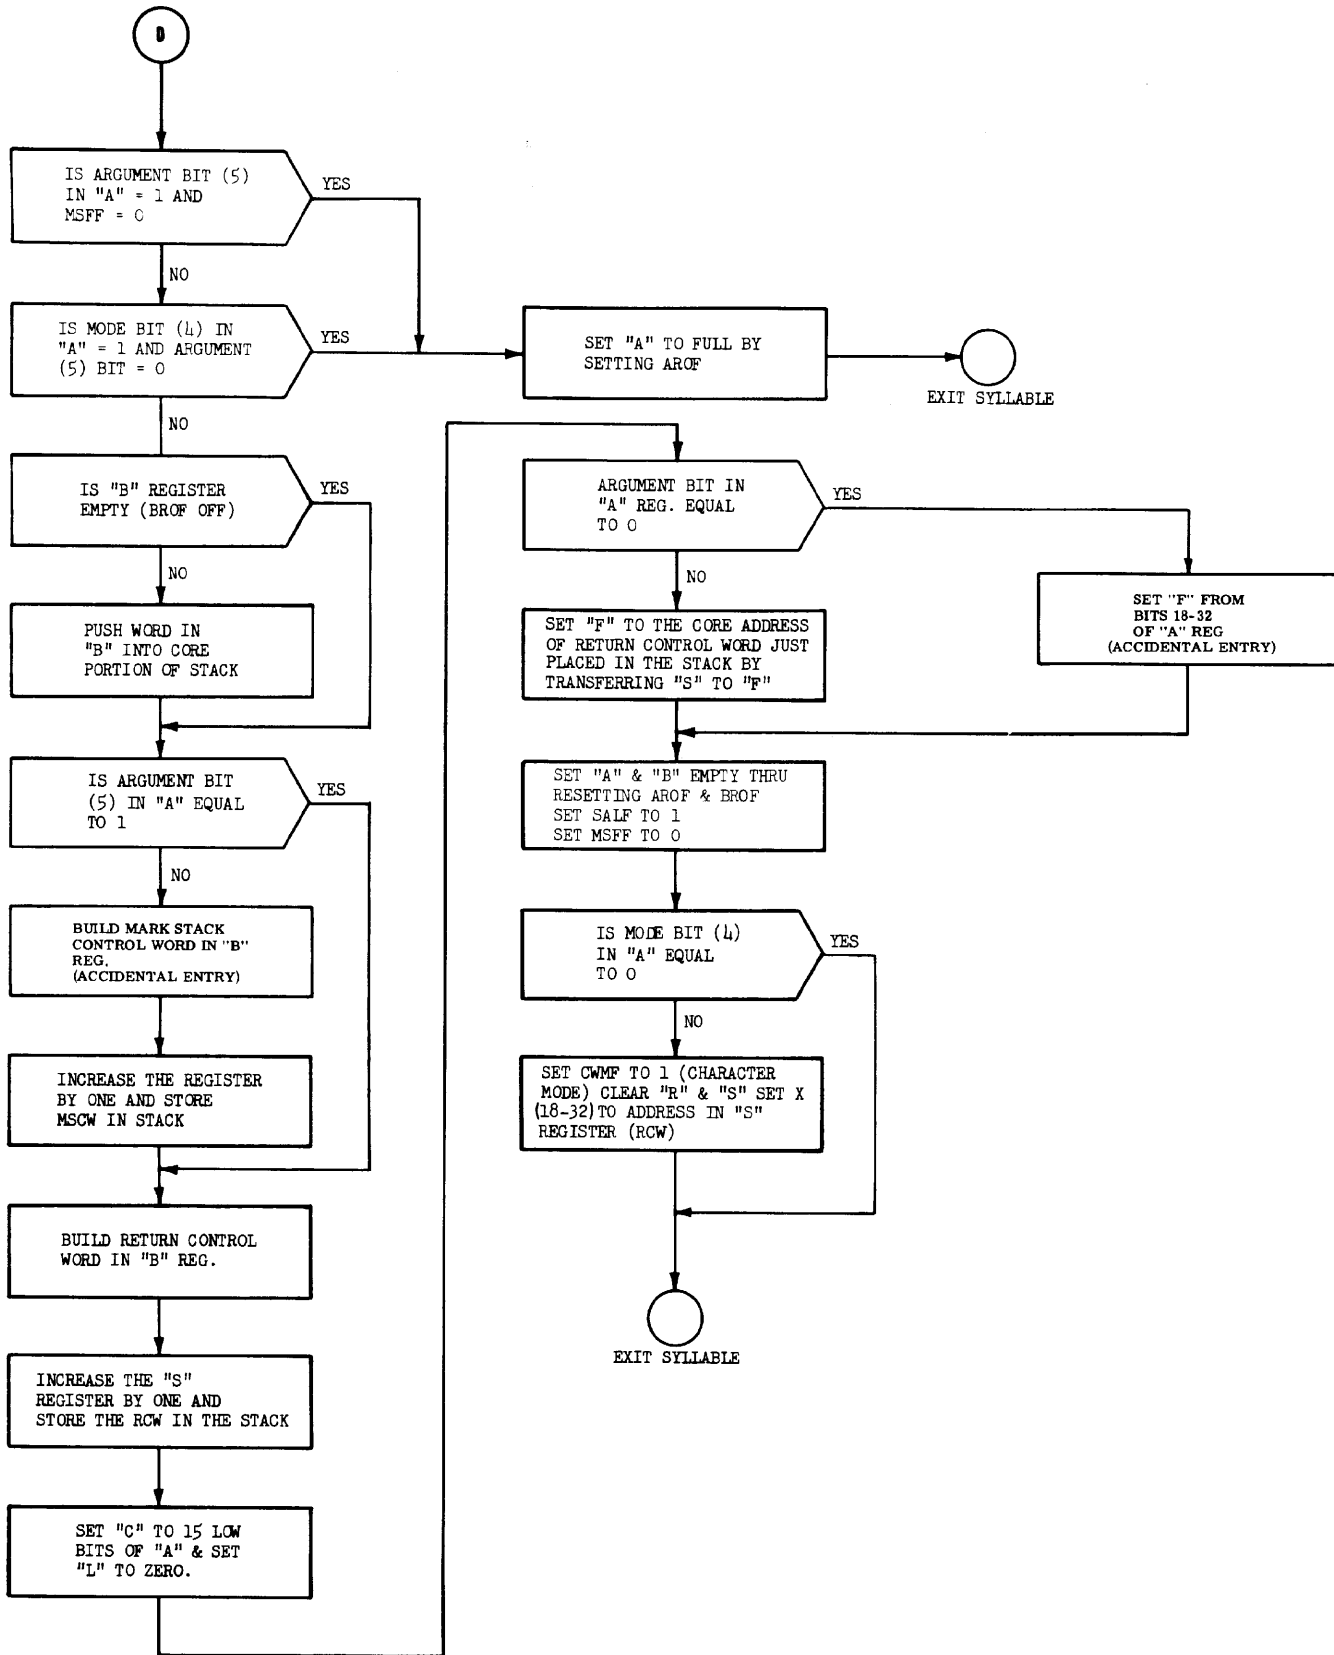 D
IS ARGUMENT BIT (5)
IN "A" = 1 AND
MSFF = 0
YES
NO
IS MODE BIT (4) IN
"A" = 1 AND ARGUMENT
(5) BIT = 0
YES
NO
SET "A" TO FULL BY
SETTING AROF
EXIT SYLLABLE
IS "B" REGISTER
EMPTY (BROF OFF)
YES
NO
PUSH WORD IN
"B" INTO CORE
PORTION OF STACK
IS ARGUMENT BIT
(5) IN "A" EQUAL
TO 1
YES
NO
BUILD MARK STACK
CONTROL WORD IN "B"
REG.
(ACCIDENTAL ENTRY)
INCREASE THE REGISTER
BY ONE AND STORE
MSCW IN STACK
BUILD RETURN CONTROL
WORD IN "B" REG.
INCREASE THE "S"
REGISTER BY ONE AND
STORE THE RCW IN THE STACK
SET "C" TO 15 LOW
BITS OF "A" & SET
"L" TO ZERO.
ARGUMENT BIT IN
"A" REG. EQUAL
TO 0
YES
NO
SET "F" FROM
BITS 18-32
OF "A" REG
(ACCIDENTAL ENTRY)
SET "F" TO THE CORE ADDRESS
OF RETURN CONTROL WORD JUST
PLACED IN THE STACK BY
TRANSFERRING "S" TO "F"
SET "A" & "B" EMPTY THRU
RESETTING AROF & BROF
SET SALF TO 1
SET MSFF TO 0
IS MODE BIT (4)
IN "A" EQUAL
TO 0
YES
NO
SET CWMF TO 1 (CHARACTER
MODE) CLEAR "R" & "S" SET X
(18-32) TO ADDRESS IN "S"
REGISTER (RCW)
EXIT SYLLABLE